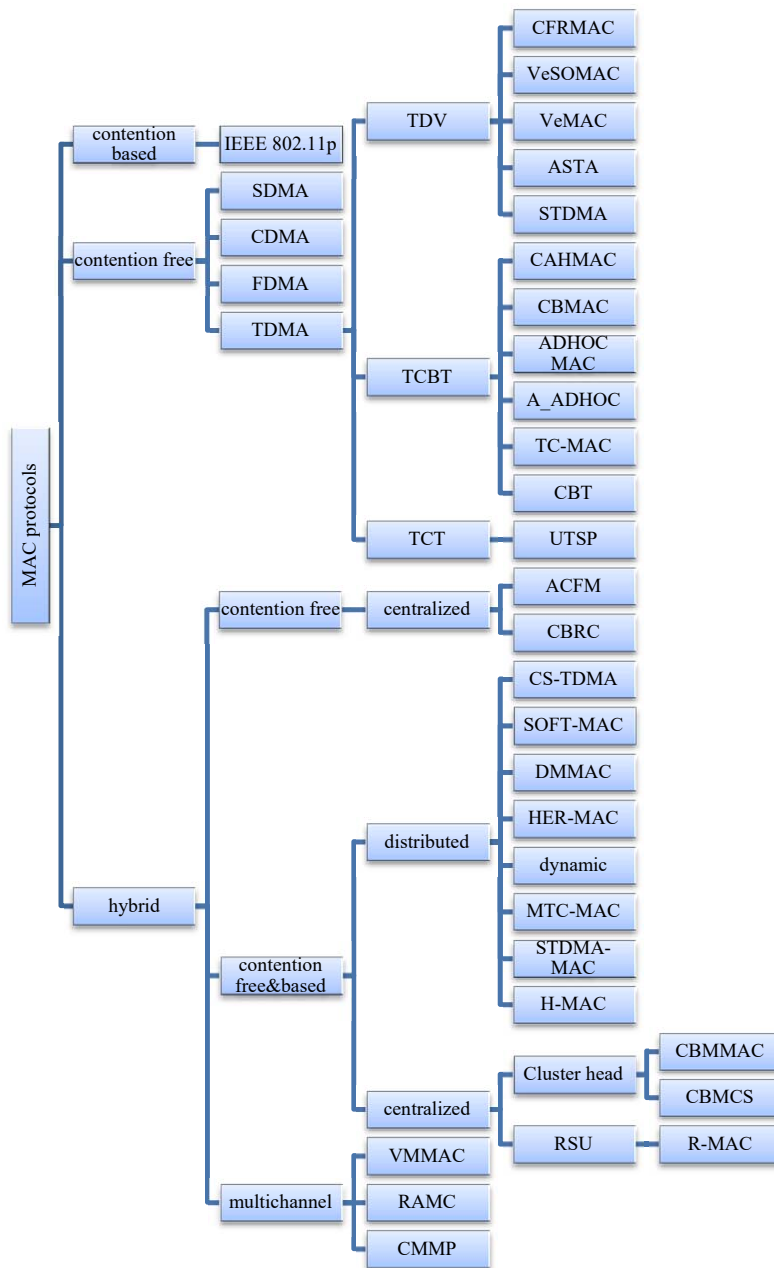 MAC protocols
contention
based
IEEE 802.11p
contention free
SDMA
CDMA
FDMA
TDMA
TDV
CFRMAC
VeSOMAC
VeMAC
ASTA
STDMA
TCBT
CAHMAC
CBMAC
ADHOC
MAC
A_ADHOC
TC-MAC
CBT
TCT
UTSP
hybrid
contention free
centralized
ACFM
CBRC
contention
free&based
distributed
CS-TDMA
SOFT-MAC
DMMAC
HER-MAC
dynamic
MTC-MAC
STDMA-
MAC
H-MAC
centralized
Cluster head
CBMMAC
CBMCS
RSU
R-MAC
multichannel
VMMAC
RAMC
CMMP